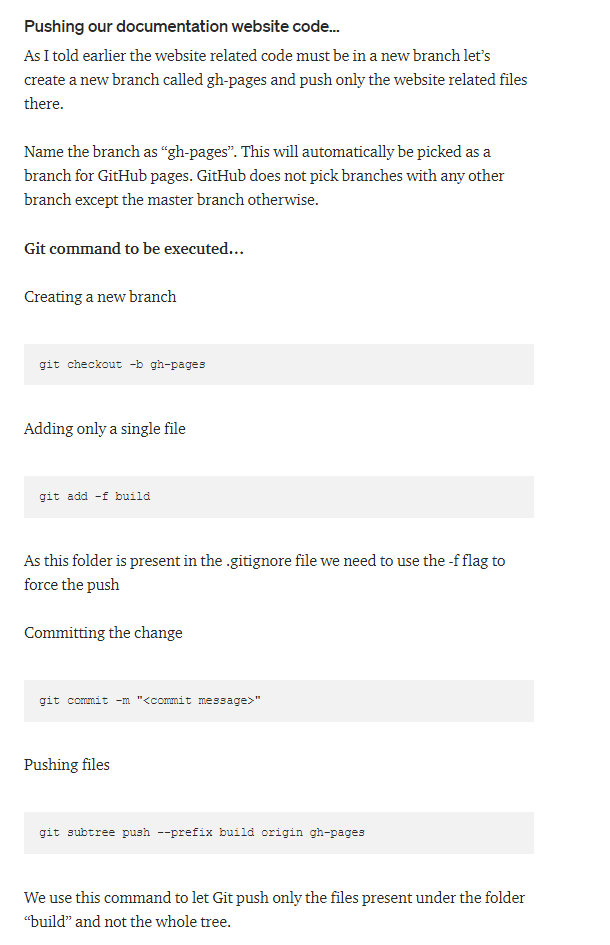 Pushing our documentation website code...
As I told earlier the website related code must be in a new branch let’s
create a new branch called gh-pages and push only the website related files
there.
Name the branch as “gh-pages”. This will automatically be picked as a
branch for GitHub pages. GitHub does not pick branches with any other
branch except the master branch otherwise.
Git command to be executed…
Creating a new branch
git checkout -b gh-pages
Adding only a single file
git add -f build
As this folder is present in the .gitignore file we need to use the -f flag to
force the push
Committing the change
git commit -m "<commit message>"
Pushing files
git subtree push --prefix build origin gh-pages
We use this command to let Git push only the files present under the folder
“build” and not the whole tree.